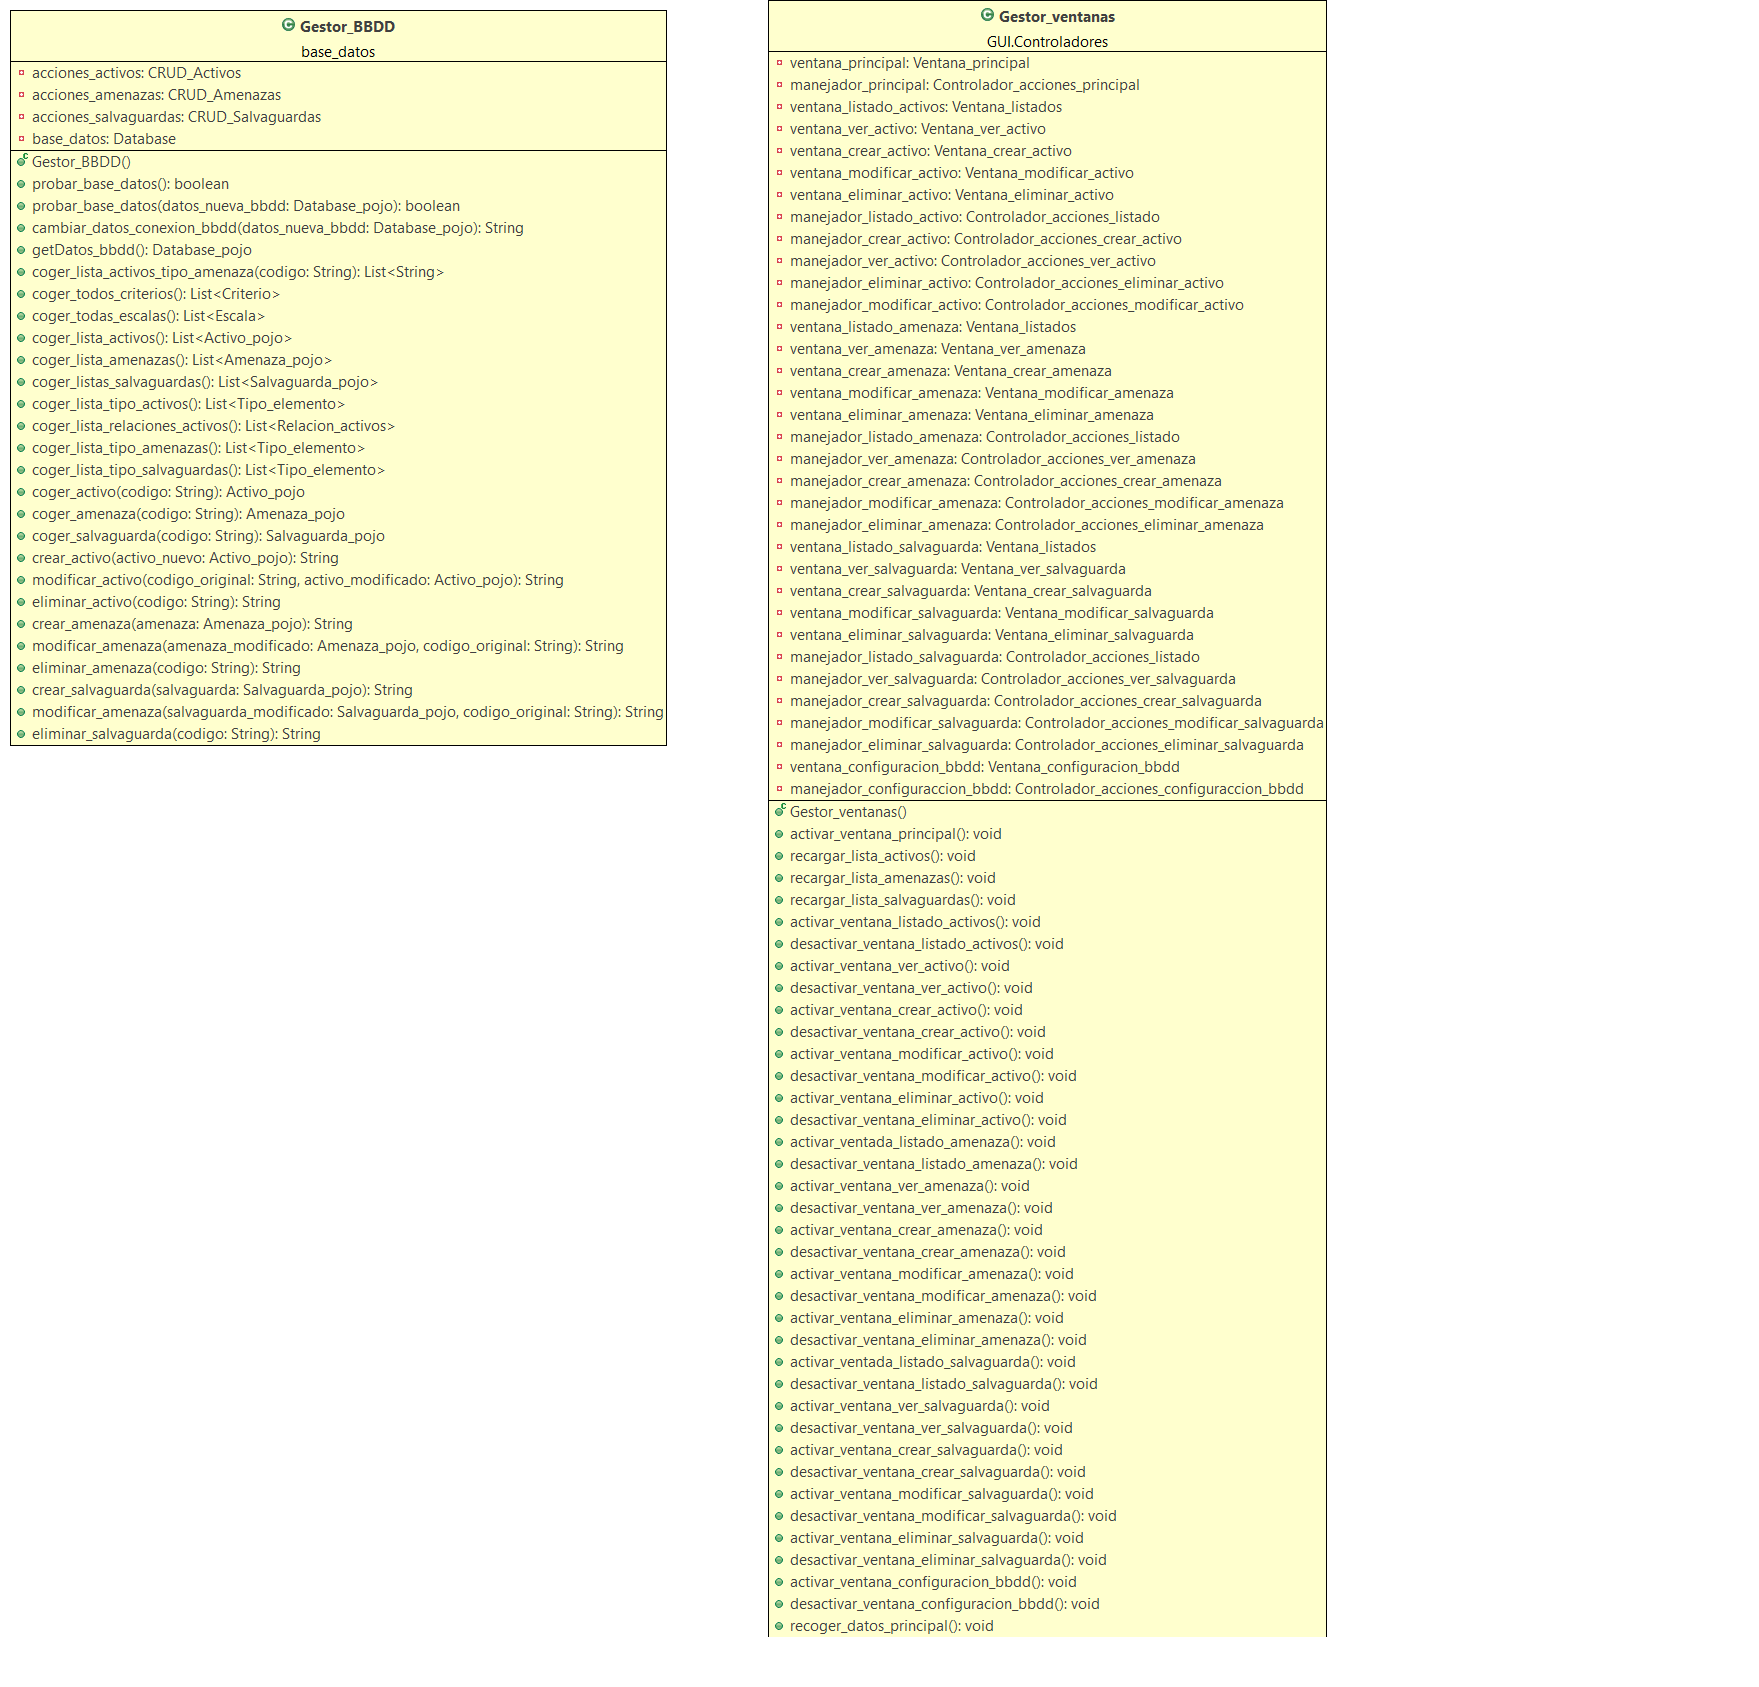 Gestor_BBDD
base_datos
acciones_activos: CRUD_Activos
acciones_amenazas: CRUD_Amenazas
acciones_salvaguardas: CRUD_Salvaguardas
base_datos: Database
Gestor_BBDD()
probar_base_datos(): boolean
probar_base_datos(datos_nueva_bbdd: Database_pojo): boolean
cambiar_datos_conexion_bbdd(datos_nueva_bbdd: Database_pojo): String
getDatos_bbdd(): Database_pojo
coger_lista_activos_tipo_amenaza(codigo: String): List<String>
coger_todos_criterios(): List<Criterio>
coger_todas_escalas(): List<Escala>
coger_lista_activos(): List<Activo_pojo>
coger_lista_amenazas(): List<Amenaza_pojo>
coger_listas_salvaguardas(): List<Salvaguarda_pojo>
coger_lista_tipo_activos(): List<Tipo_elemento>
coger_lista_relaciones_activos(): List<Relacion_activos>
coger_lista_tipo_amenazas(): List<Tipo_elemento>
coger_lista_tipo_salvaguardas(): List<Tipo_elemento>
coger_activo(codigo: String): Activo_pojo
coger_amenaza(codigo: String): Amenaza_pojo
coger_salvaguarda(codigo: String): Salvaguarda_pojo
crear_activo(activo_nuevo: Activo_pojo): String
modificar_activo(codigo_original: String, activo_modificado: Activo_pojo): String
eliminar_activo(codigo: String): String
crear_amenaza(amenaza: Amenaza_pojo): String
modificar_amenaza(amenaza_modificado: Amenaza_pojo, codigo_original: String): String
eliminar_amenaza(codigo: String): String
crear_salvaguarda(salvaguarda: Salvaguarda_pojo): String
modificar_amenaza(salvaguarda_modificado: Salvaguarda_pojo, codigo_original: String): String
eliminar_salvaguarda(codigo: String): String
Gestor_ventanas
GUI.Controladores
ventana_principal: Ventana_principal
manejador_principal: Controlador_acciones_principal
ventana_listado_activos: Ventana_listados
ventana_ver_activo: Ventana_ver_activo
ventana_crear_activo: Ventana_crear_activo
ventana_modificar_activo: Ventana_modificar_activo
ventana_eliminar_activo: Ventana_eliminar_activo
manejador_listado_activo: Controlador_acciones_listado
manejador_crear_activo: Controlador_acciones_crear_activo
manejador_ver_activo: Controlador_acciones_ver_activo
manejador_eliminar_activo: Controlador_acciones_eliminar_activo
manejador_modificar_activo: Controlador_acciones_modificar_activo
ventana_listado_amenaza: Ventana_listados
ventana_ver_amenaza: Ventana_ver_amenaza
ventana_crear_amenaza: Ventana_crear_amenaza
ventana_modificar_amenaza: Ventana_modificar_amenaza
ventana_eliminar_amenaza: Ventana_eliminar_amenaza
manejador_listado_amenaza: Controlador_acciones_listado
manejador_ver_amenaza: Controlador_acciones_ver_amenaza
manejador_crear_amenaza: Controlador_acciones_crear_amenaza
manejador_modificar_amenaza: Controlador_acciones_modificar_amenaza
manejador_eliminar_amenaza: Controlador_acciones_eliminar_amenaza
ventana_listado_salvaguarda: Ventana_listados
ventana_ver_salvaguarda: Ventana_ver_salvaguarda
ventana_crear_salvaguarda: Ventana_crear_salvaguarda
ventana_modificar_salvaguarda: Ventana_modificar_salvaguarda
ventana_eliminar_salvaguarda: Ventana_eliminar_salvaguarda
manejador_listado_salvaguarda: Controlador_acciones_listado
manejador_ver_salvaguarda: Controlador_acciones_ver_salvaguarda
manejador_crear_salvaguarda: Controlador_acciones_crear_salvaguarda
manejador_modificar_salvaguarda: Controlador_acciones_modificar_salvaguarda
manejador_eliminar_salvaguarda: Controlador_acciones_eliminar_salvaguarda
ventana_configuracion_bbdd: Ventana_configuracion_bbdd
manejador_configuraccion_bbdd: Controlador_acciones_configuraccion_bbdd
Gestor_ventanas()
activar_ventana_principal(): void
recargar_lista_activos(): void
recargar_lista_amenazas(): void
recargar_lista_salvaguardas(): void
activar_ventana_listado_activos(): void
desactivar_ventana_listado_activos(): void
activar_ventana_ver_activo(): void
desactivar_ventana_ver_activo(): void
activar_ventana_crear_activo(): void
desactivar_ventana_crear_activo(): void
activar_ventana_modificar_activo(): void
desactivar_ventana_modificar_activo(): void
activar_ventana_eliminar_activo(): void
desactivar_ventana_eliminar_activo(): void
activar_ventada_listado_amenaza(): void
desactivar_ventana_listado_amenaza(): void
activar_ventana_ver_amenaza(): void
desactivar_ventana_ver_amenaza(): void
activar_ventana_crear_amenaza(): void
desactivar_ventana_crear_amenaza(): void
activar_ventana_modificar_amenaza(): void
desactivar_ventana_modificar_amenaza(): void
activar_ventana_eliminar_amenaza(): void
desactivar_ventana_eliminar_amenaza(): void
activar_ventada_listado_salvaguarda(): void
desactivar_ventana_listado_salvaguarda(): void
activar_ventana_ver_salvaguarda(): void
desactivar_ventana_ver_salvaguarda(): void
activar_ventana_crear_salvaguarda(): void
desactivar_ventana_crear_salvaguarda(): void
activar_ventana_modificar_salvaguarda(): void
desactivar_ventana_modificar_salvaguarda(): void
activar_ventana_eliminar_salvaguarda(): void
desactivar_ventana_eliminar_salvaguarda(): void
activar_ventana_configuracion_bbdd(): void
desactivar_ventana_configuracion_bbdd(): void
recoger_datos_principal(): void